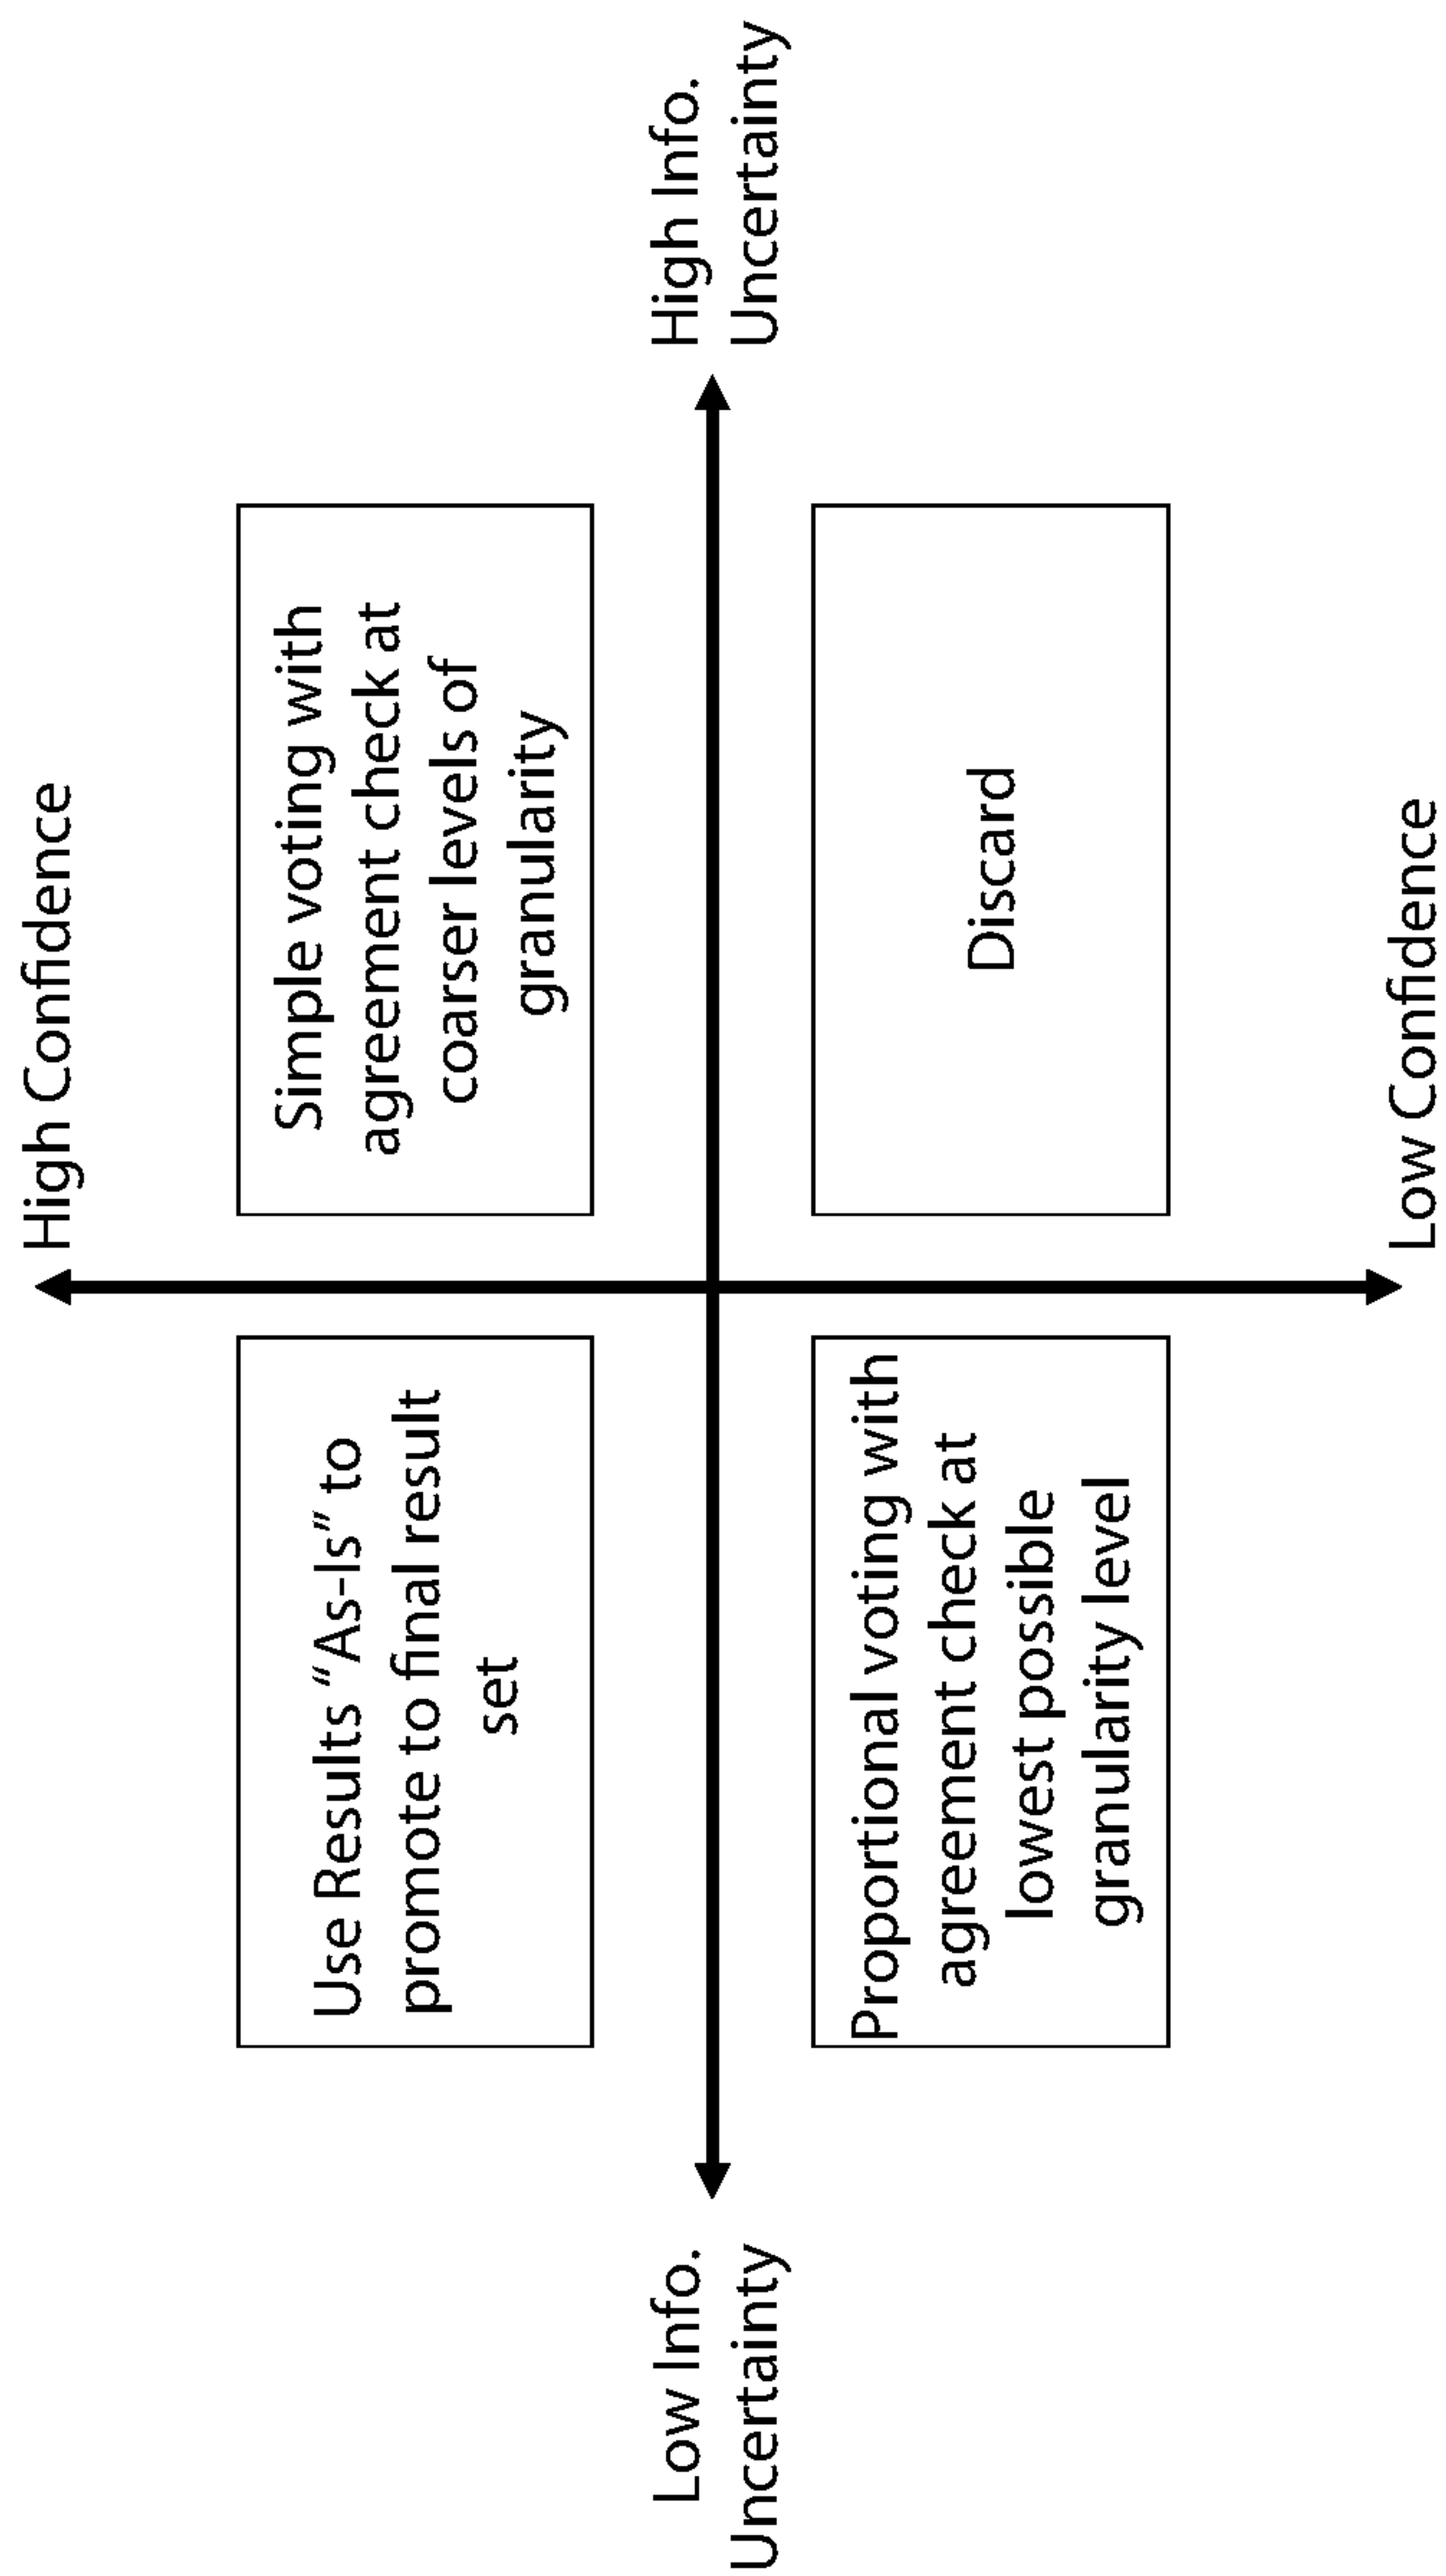 High Confidence
Use Results “As-Is” to
promote to final result
set
Simple voting with
agreement check at
coarser levels of
granularity
Low Info.
Uncertainty
High Info.
Uncertainty
Proportional voting with
agreement check at
lowest possible
granularity level
Discard
Low Confidence